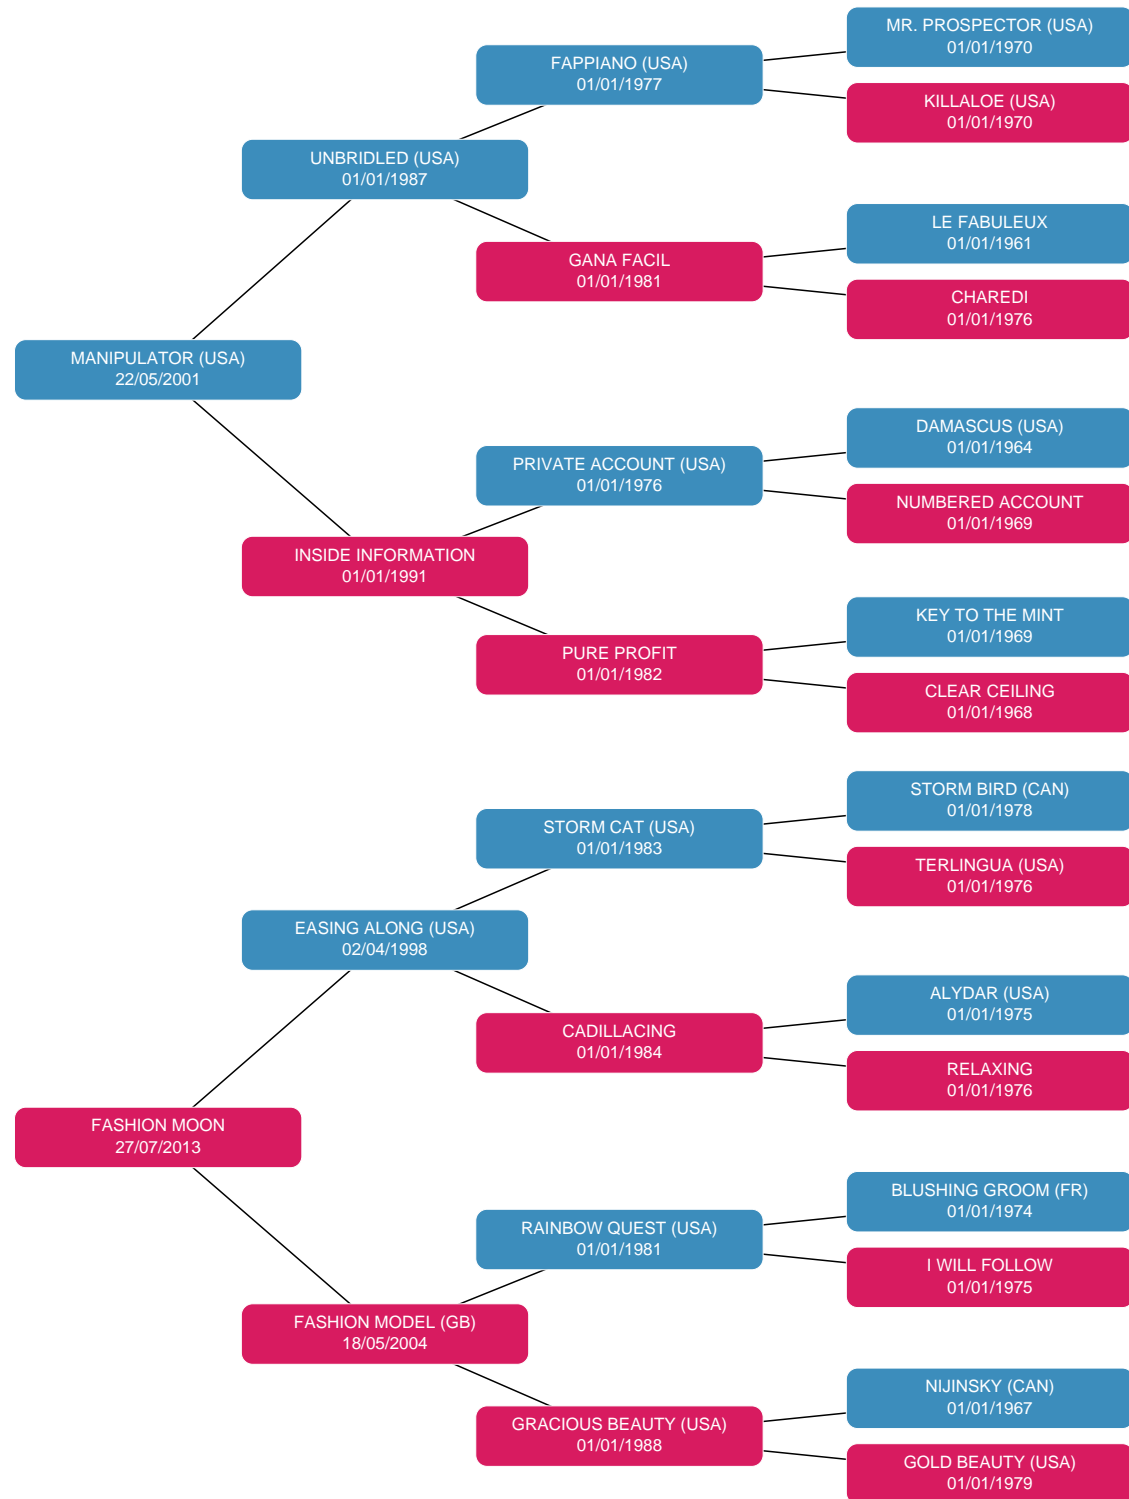 MR. PROSPECTOR (USA)
01/01/1970
FAPPIANO (USA)
01/01/1977
KILLALOE (USA)
01/01/1970
UNBRIDLED (USA)
01/01/1987
LE FABULEUX
01/01/1961
GANA FACIL
01/01/1981
CHAREDI
01/01/1976
MANIPULATOR (USA)
22/05/2001
DAMASCUS (USA)
01/01/1964
PRIVATE ACCOUNT (USA)
01/01/1976
NUMBERED ACCOUNT
01/01/1969
INSIDE INFORMATION
01/01/1991
KEY TO THE MINT
01/01/1969
PURE PROFIT
01/01/1982
CLEAR CEILING
01/01/1968
STORM BIRD (CAN)
01/01/1978
STORM CAT (USA)
01/01/1983
TERLINGUA (USA)
01/01/1976
EASING ALONG (USA)
02/04/1998
ALYDAR (USA)
01/01/1975
CADILLACING
01/01/1984
RELAXING
01/01/1976
FASHION MOON
27/07/2013
BLUSHING GROOM (FR)
01/01/1974
RAINBOW QUEST (USA)
01/01/1981
I WILL FOLLOW
01/01/1975
FASHION MODEL (GB)
18/05/2004
NIJINSKY (CAN)
01/01/1967
GRACIOUS BEAUTY (USA)
01/01/1988
GOLD BEAUTY (USA)
01/01/1979